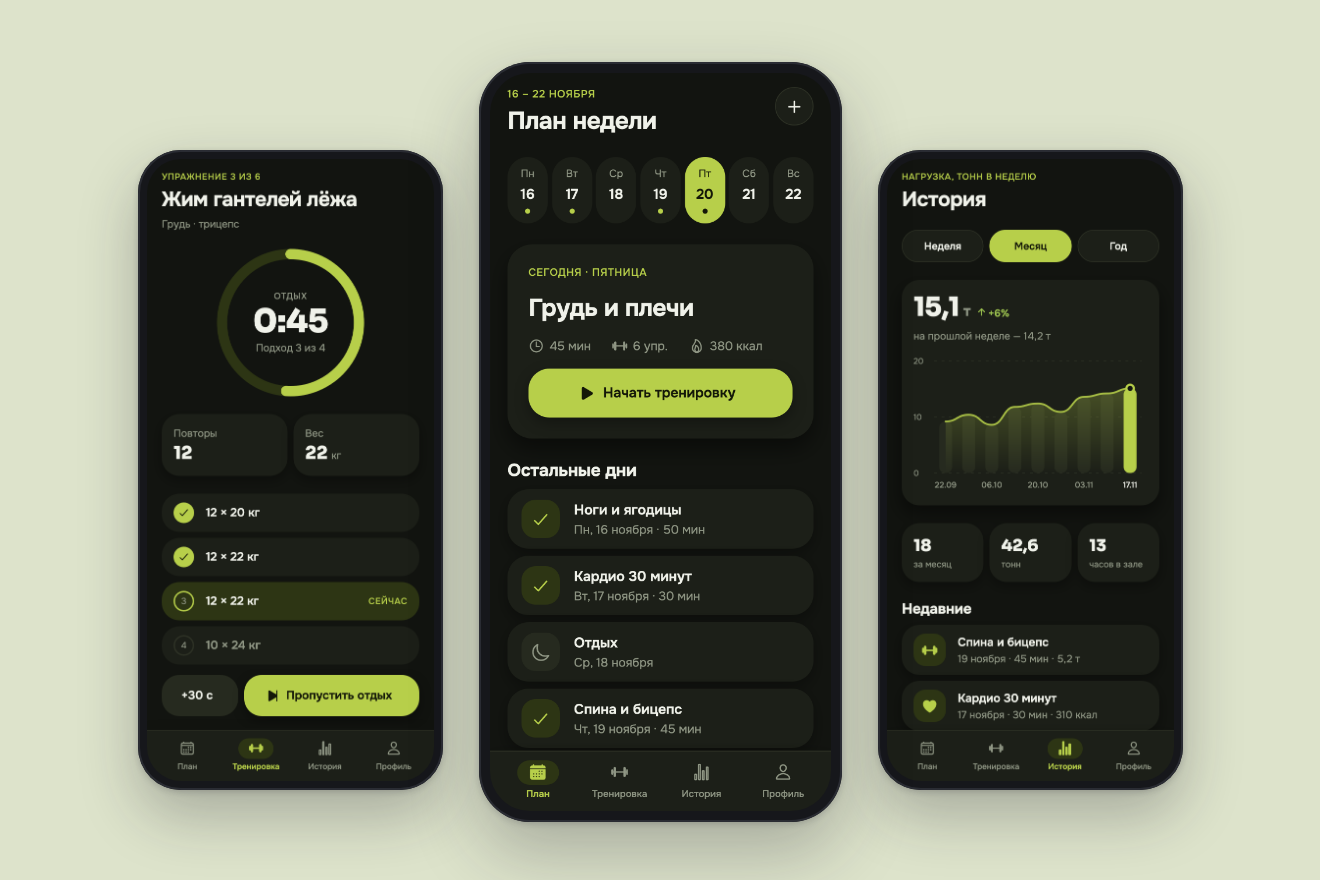 УПРАЖНЕНИЕ 3 ИЗ 6
Жим гантелей лёжа
Грудь · трицепс
ОТДЫХ
0:45
Подход 3 из 4
Повторы
12
Вес
22 кг
12 × 20 кг
12 × 22 кг
3 12 × 22 кг СЕЙЧАС
4 10 × 24 кг
+30 с Пропустить отдых
План Тренировка История Профиль
16 – 22 НОЯБРЯ
План недели
Пн Вт Ср Чт Пт Сб Вс
16 17 18 19 20 21 22
СЕГОДНЯ · ПЯТНИЦА
Грудь и плечи
45 мин 6 упр. 380 ккал
Начать тренировку
Остальные дни
Ноги и ягодицы
Пн, 16 ноября · 50 мин
Кардио 30 минут
Вт, 17 ноября · 30 мин
Отдых
Ср, 18 ноября
Спина и бицепс
Чт, 19 ноября · 45 мин
План Тренировка История Профиль
НАГРУЗКА, ТОНН В НЕДЕЛЮ
История
Неделя Месяц Год
15,1 т ↑ +6%
на прошлой неделе — 14,2 т
20
10
0
22.09 06.10 20.10 03.11 17.11
18 42,6 13
за месяц тонн часов в зале
Недавние
Спина и бицепс
19 ноября · 45 мин · 5,2 т
Кардио 30 минут
17 ноября · 30 мин · 310 ккал
План Тренировка История Профиль